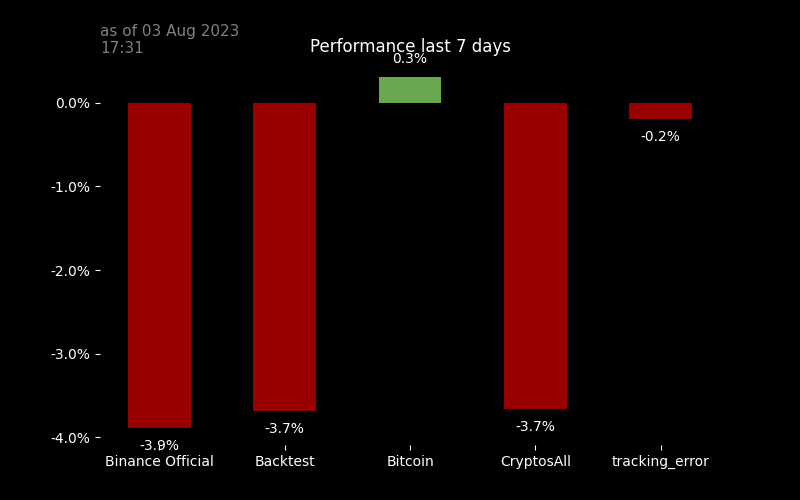 as of 03 Aug 2023
17:31
Performance last 7 days
0.3%
0.0%
-0.2%
-1.0%
-2.0%
-3.0%
-4.0%
-3.9%
-3.7%
-3.7%
Binance Official
Backtest
Bitcoin
CryptosAll
tracking_error